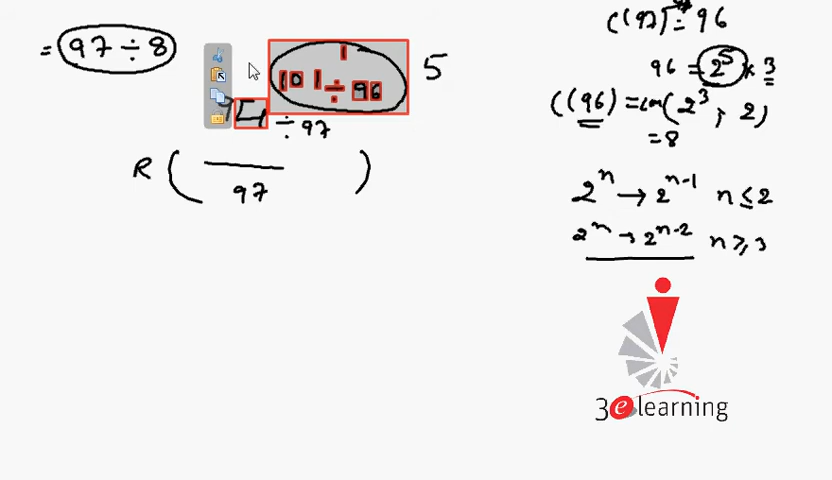 = 97 ÷ 8
1
101 ÷ 96
5
÷ 97
R ( / 97 )
C(97) = 96
96 = 2^5 * 3
C(96) = LCM(2^3, 2)
= 8
2^n → 2^{n-1} n ≤ 2
2^n → 2^{n-2} n ≥ 3
3elearning